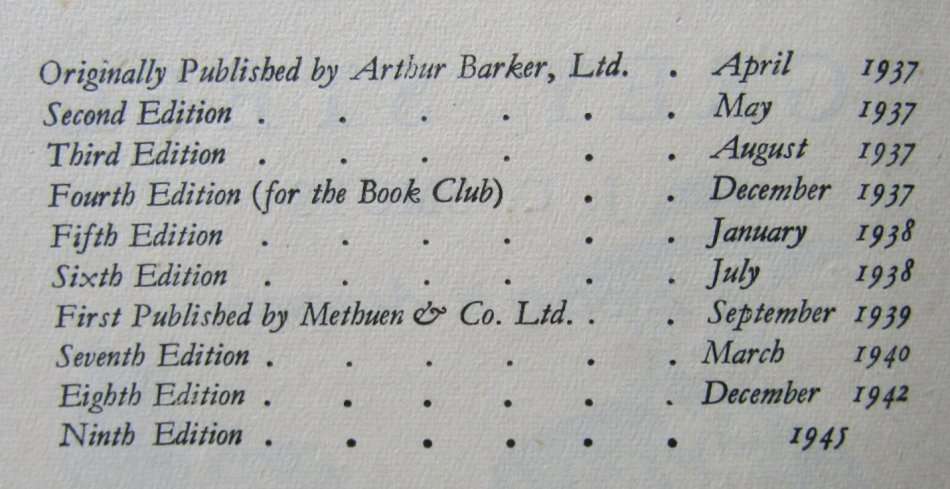 Originally Published by Arthur Barker, Ltd. . April 1937
Second Edition . . . . . . May 1937
Third Edition . . . . . . August 1937
Fourth Edition (for the Book Club) . . December 1937
Fifth Edition . . . . . . January 1938
Sixth Edition . . . . . . July 1938
First Published by Methuen & Co. Ltd. . . September 1939
Seventh Edition . . . . . . March 1940
Eighth Edition . . . . . . December 1942
Ninth Edition . . . . . . 1945